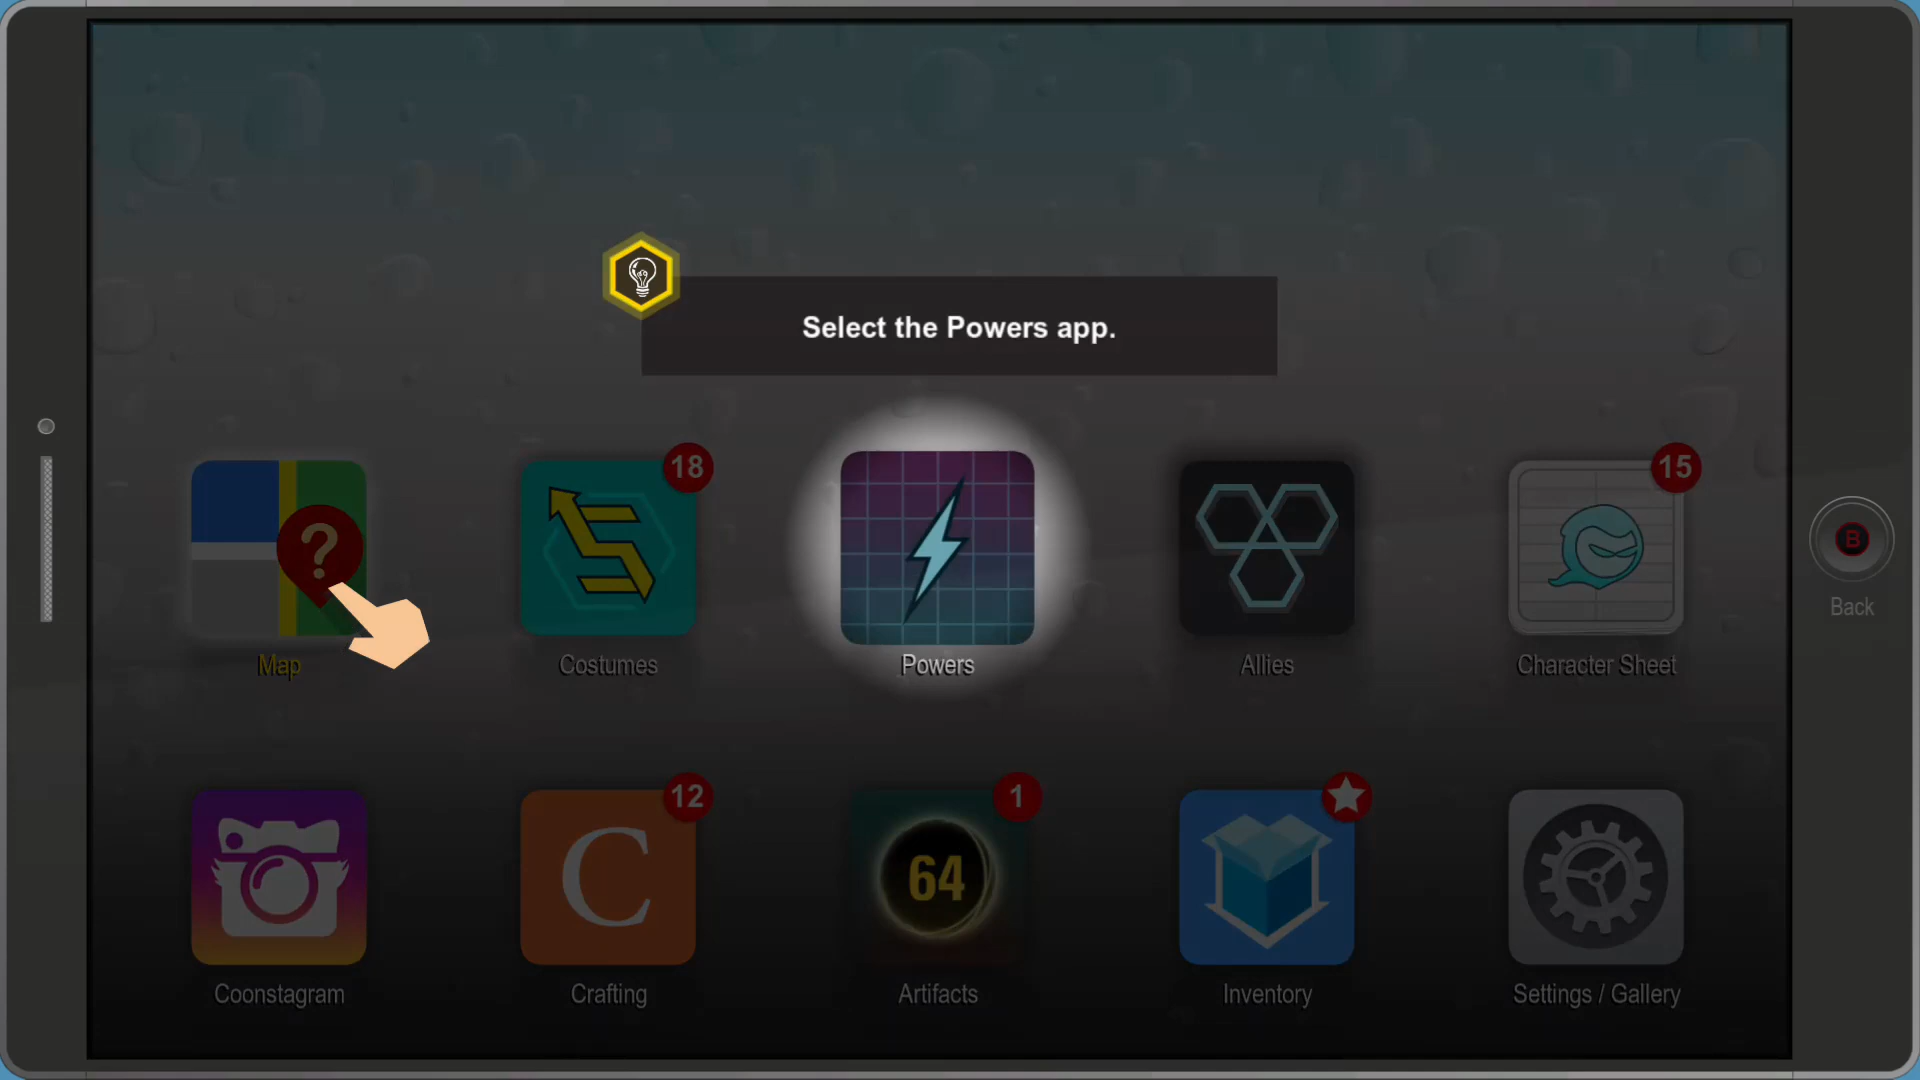 Select the Powers app.
18
15
?
B
Back
Map
Costumes
Powers
Allies
Character Sheet
12
1
C
64
Coonstagram
Crafting
Artifacts
Inventory
Settings / Gallery